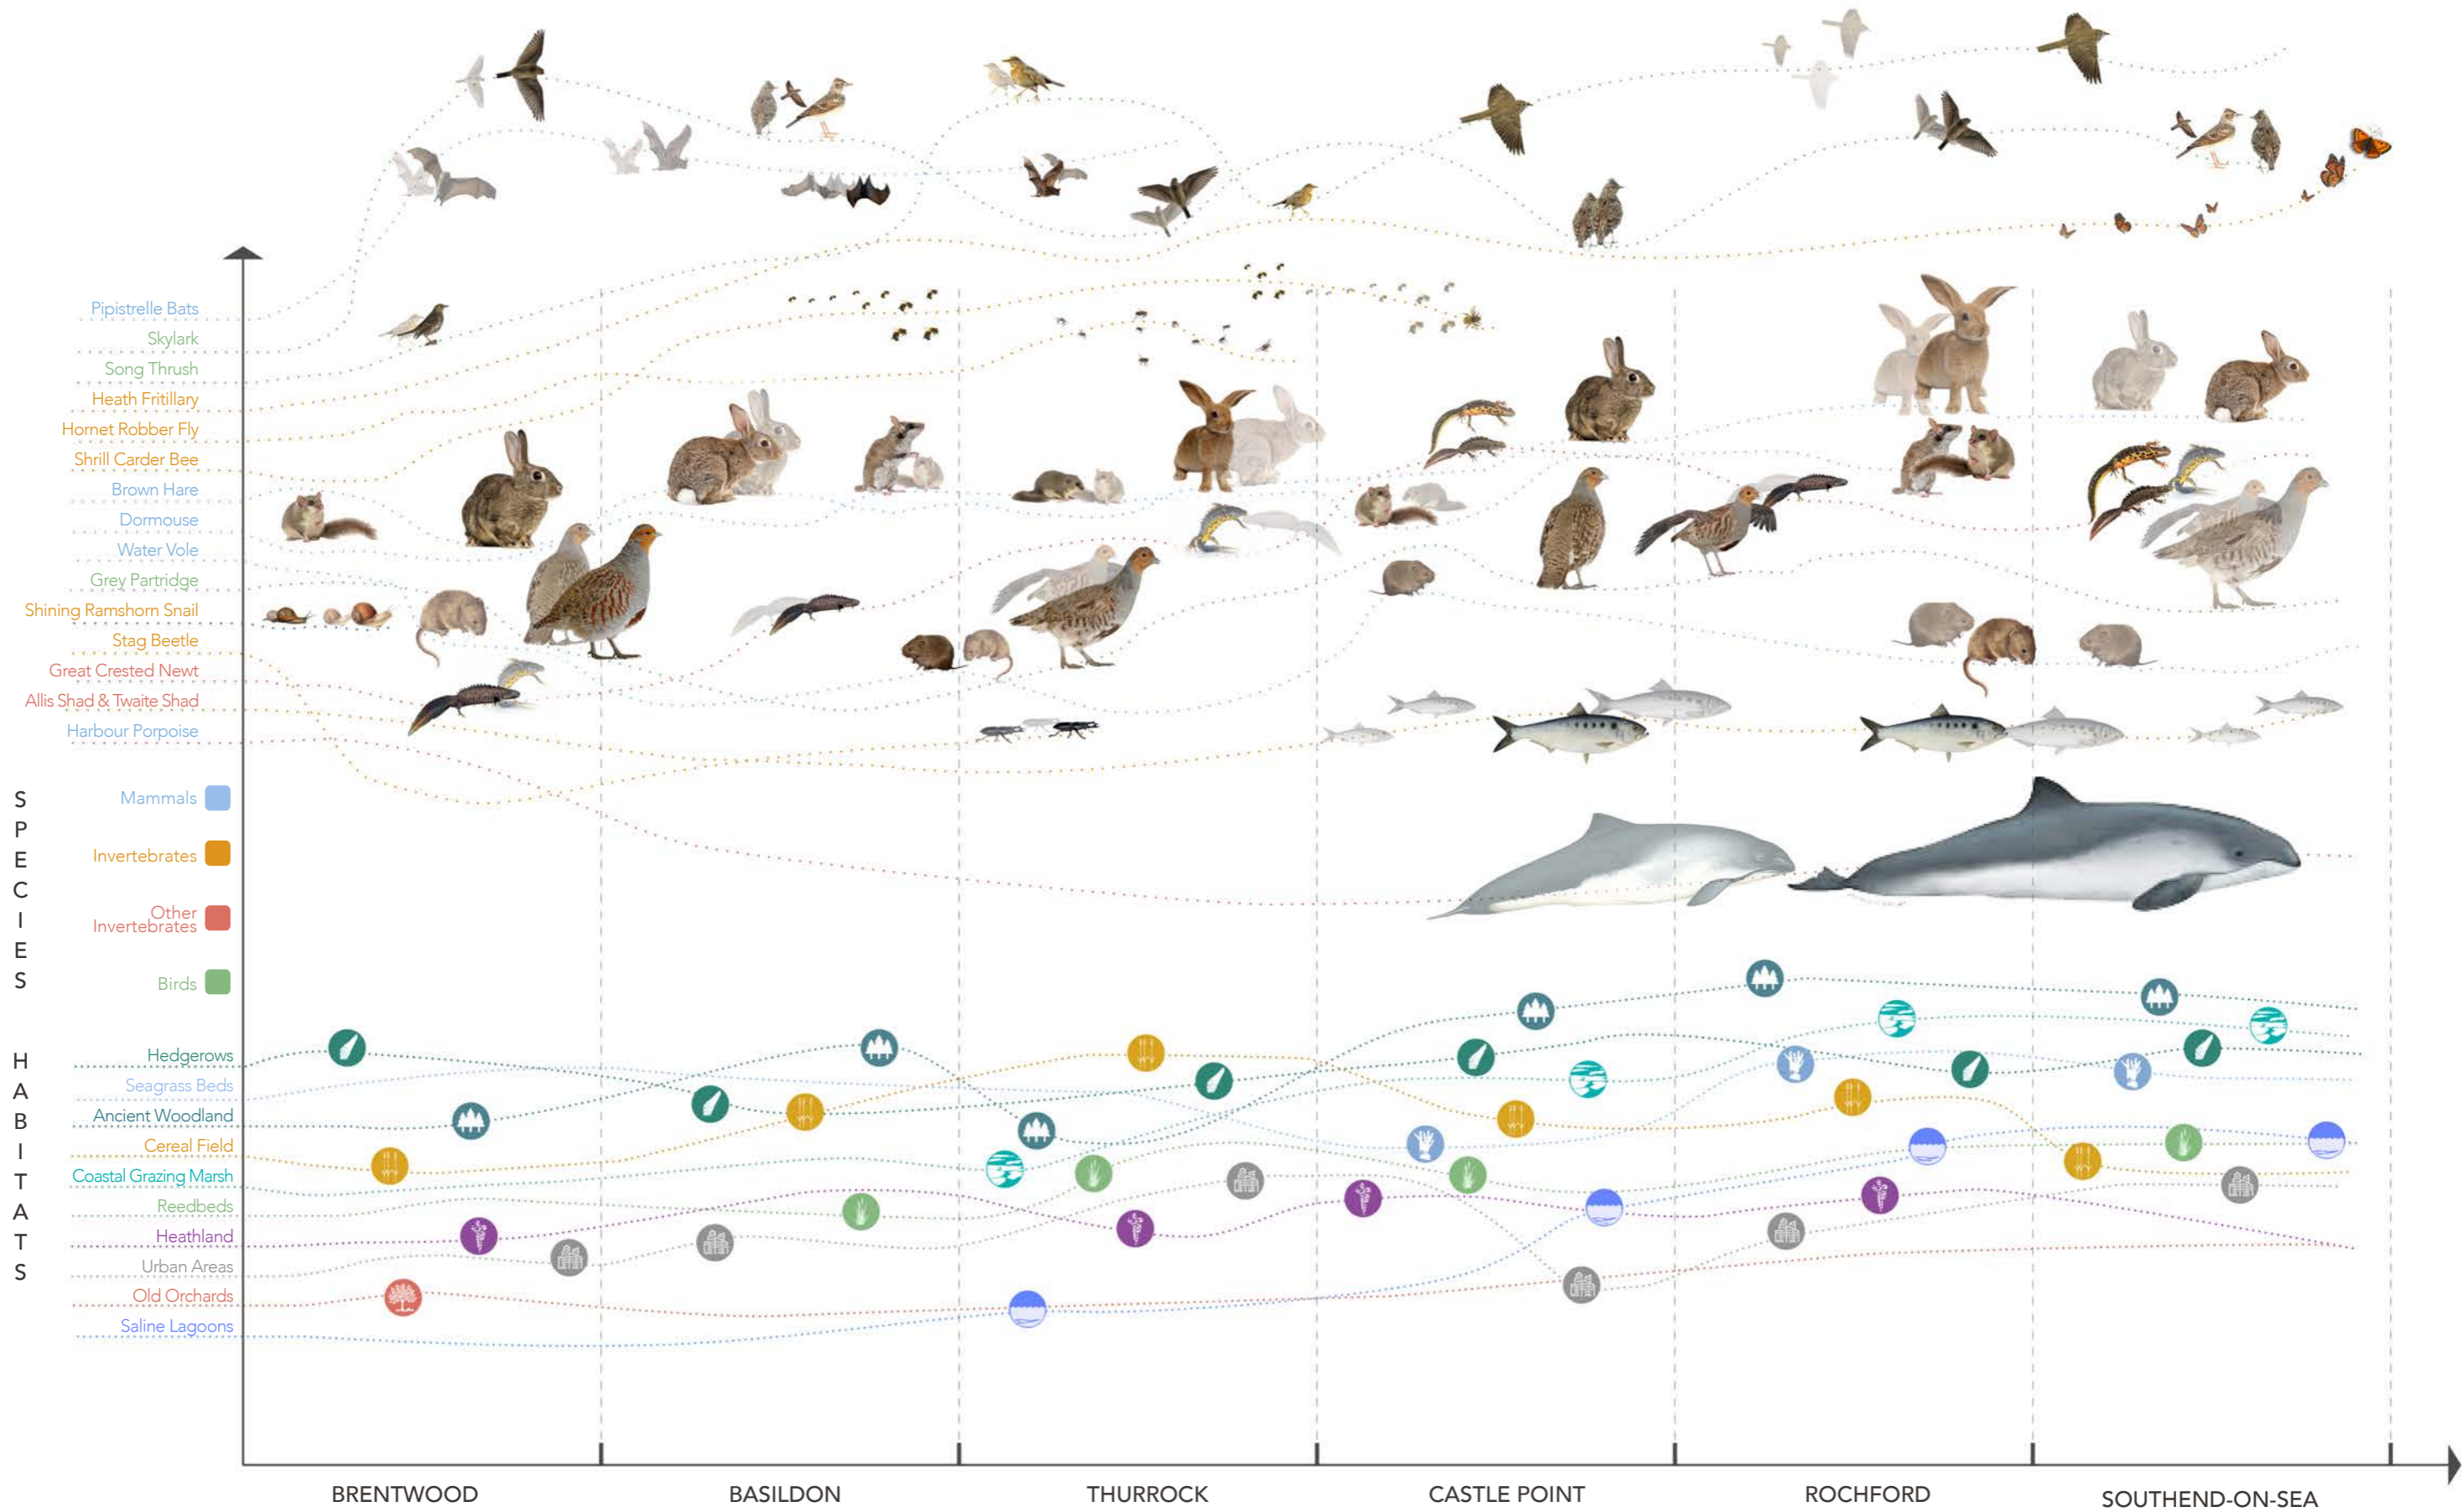 Pipistrelle Bats
Skylark
Song Thrush
Heath Fritillary
Hornet Robber Fly
Shrill Carder Bee
Brown Hare
Dormouse
Water Vole
Grey Partridge
Shining Ramshorn Snail
Stag Beetle
Great Crested Newt
Allis Shad & Twaite Shad
Harbour Porpoise
SPECIES
Mammals
Invertebrates
Other
Invertebrates
Birds
HABITATS
Hedgerows
Seagrass Beds
Ancient Woodland
Cereal Field
Coastal Grazing Marsh
Reedbeds
Heathland
Urban Areas
Old Orchards
Saline Lagoons
BRENTWOOD
BASILDON
THURROCK
CASTLE POINT
ROCHFORD
SOUTHEND-ON-SEA